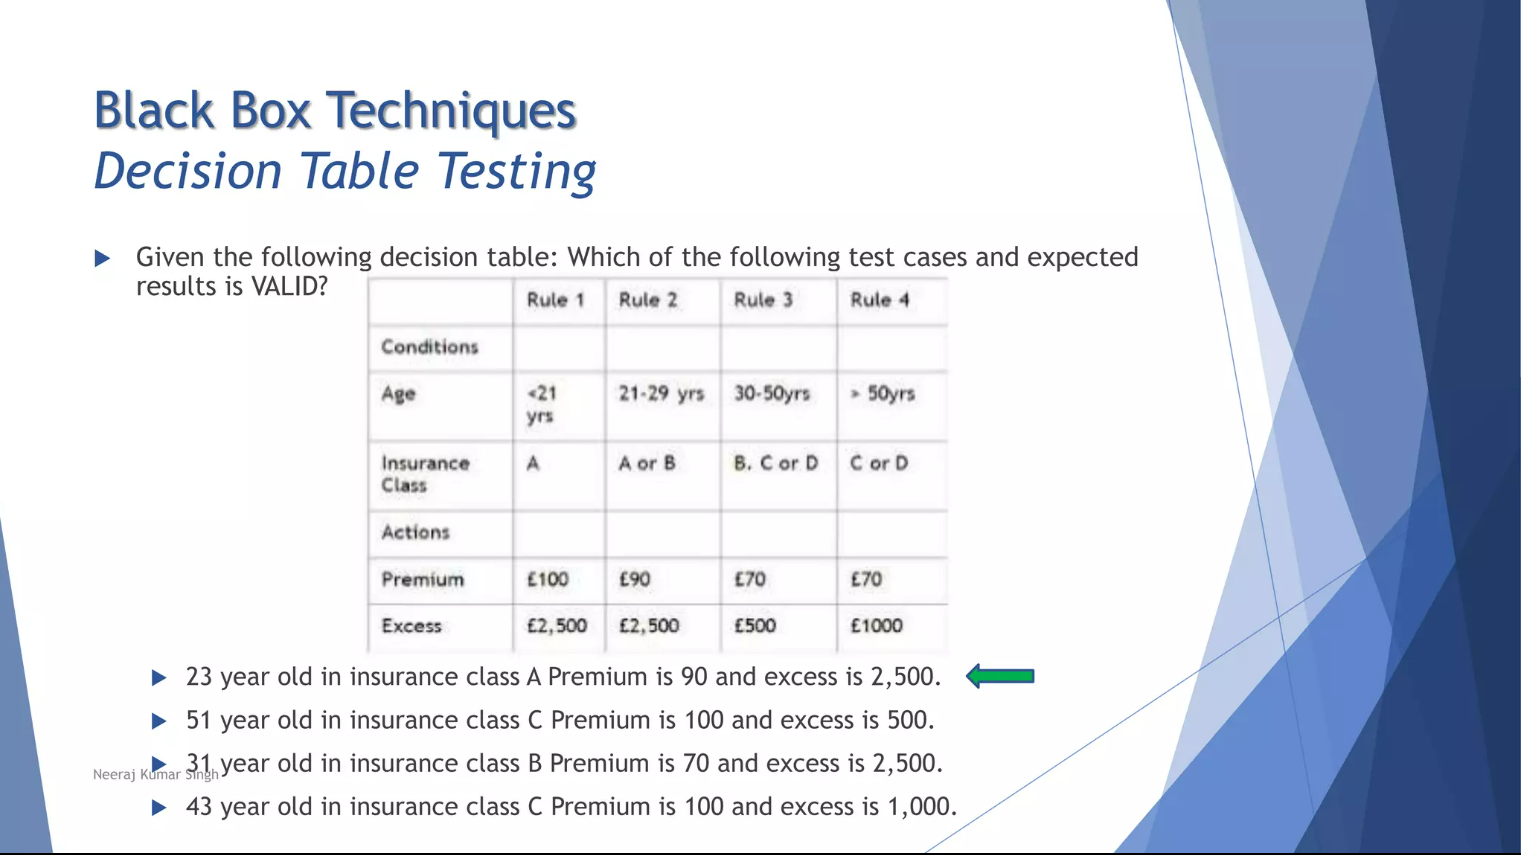 Black Box Techniques
Decision Table Testing
Given the following decision table: Which of the following test cases and expected
results is VALID?
Rule 1 Rule 2 Rule 3 Rule 4
Conditions
Age <21 yrs 21-29 yrs 30-50yrs > 50yrs
Insurance Class A A or B B. C or D C or D
Actions
Premium £100 £90 £70 £70
Excess £2,500 £2,500 £500 £1000
23 year old in insurance class A Premium is 90 and excess is 2,500.
51 year old in insurance class C Premium is 100 and excess is 500.
31 year old in insurance class B Premium is 70 and excess is 2,500.
Neeraj Kumar Singh
43 year old in insurance class C Premium is 100 and excess is 1,000.